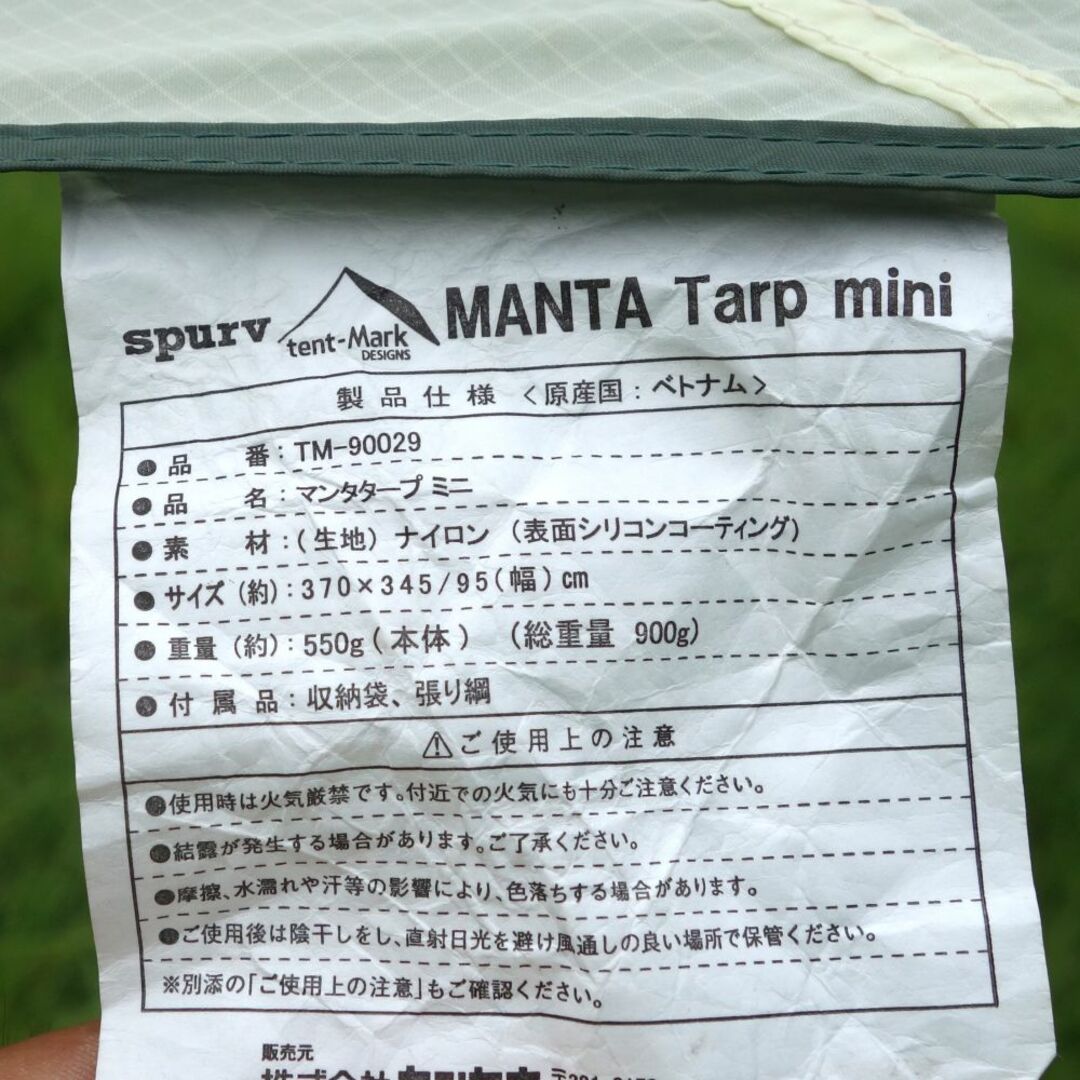 spurv tent-Mark DESIGNS MANTA Tarp mini
製品仕様 〈原産国：ベトナム〉
●品　番：TM-90029
●品　名：マンタタープ ミニ
●素　材：(生地) ナイロン (表面シリコンコーティング)
●サイズ (約)：370×345/95(幅)cm
●重量 (約)：550g(本体) (総重量 900g)
●付属品：収納袋、張り綱
⚠ご使用上の注意
●使用時は火気厳禁です。付近での火気にも十分ご注意ください。
●結露が発生する場合があります。ご了承ください。
●摩擦、水濡れや汗等の影響により、色落ちする場合があります。
●ご使用後は陰干しをし、直射日光を避け風通しの良い場所で保管ください。
※別添の「ご使用上の注意」もご確認ください。
販売元
株式会社